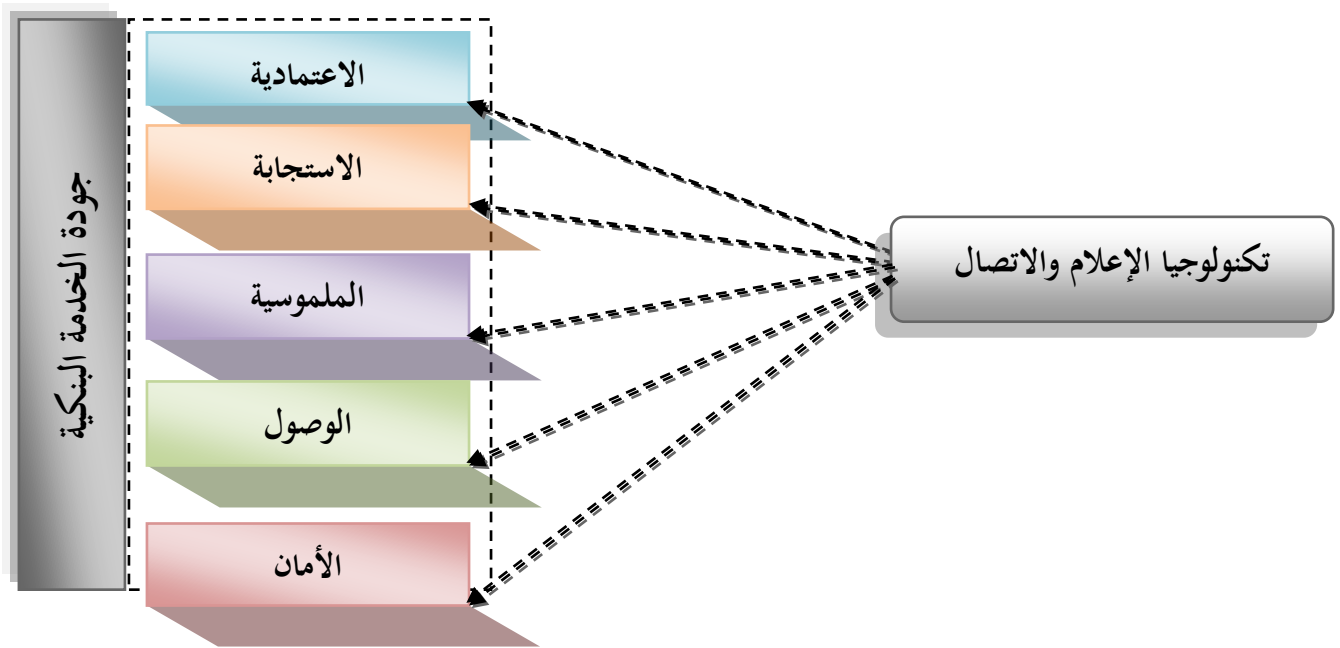 تكنولوجيا الإعلام والاتصال
الاعتمادية
الاستجابة
الملموسية
الوصول
الأمان
جودة الخدمة البنكية